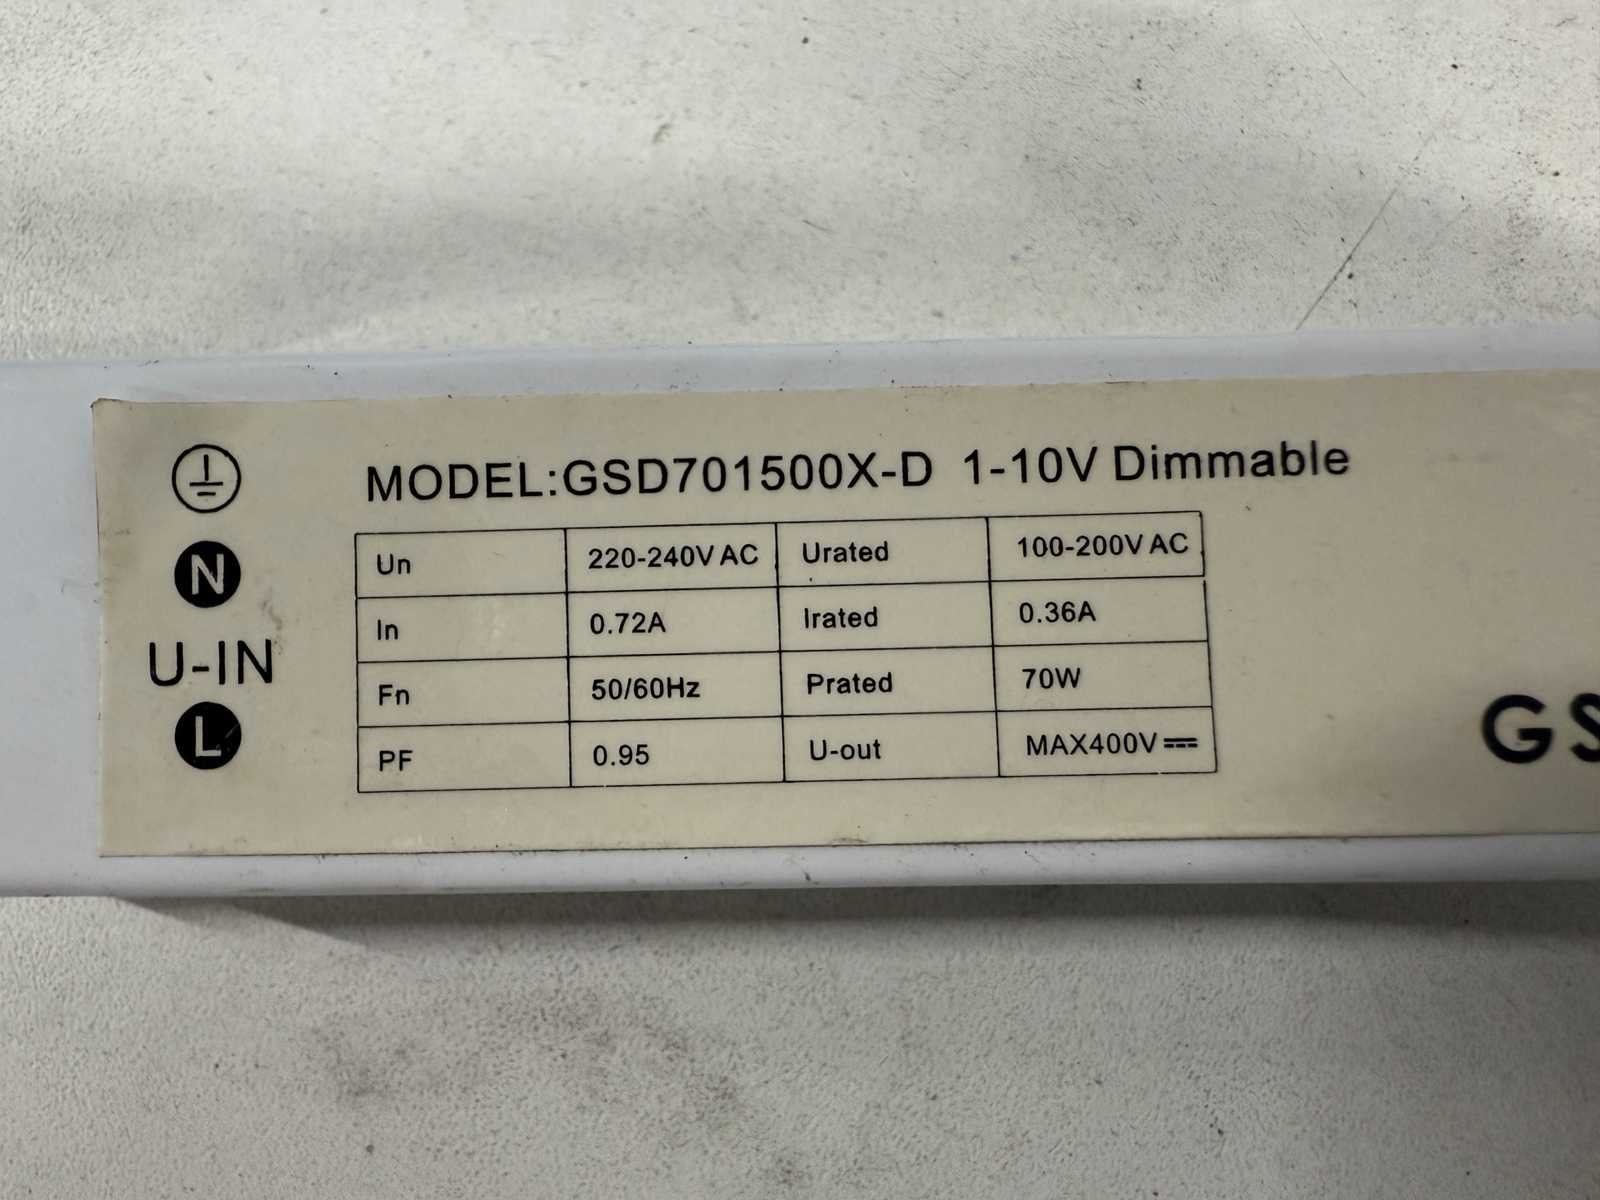 MODEL:GSD701500X-D 1-10V Dimmable
N
U-IN
L
Un 220-240V AC Urated 100-200V AC
In 0.72A Irated 0.36A
Fn 50/60Hz Prated 70W
PF 0.95 U-out MAX400V
GS